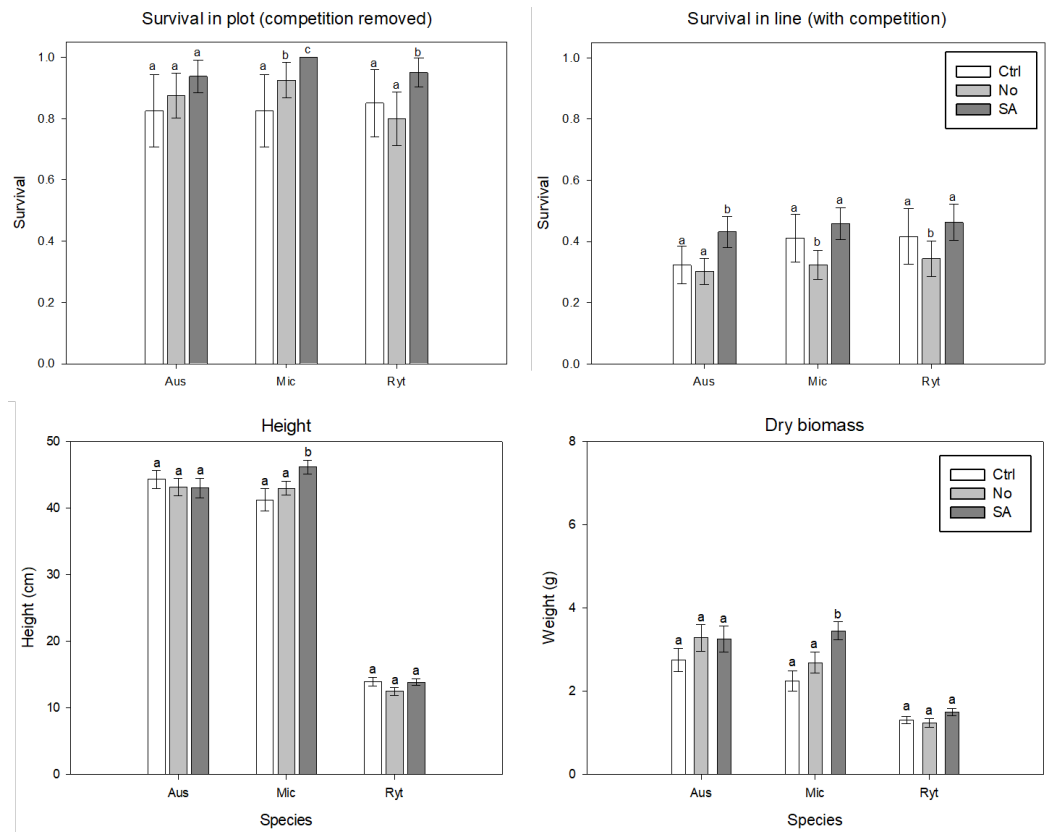 Survival in plot (competition removed)
1.0
0.8
0.6
0.4
0.2
0.0
Survival
a a a
a b c
a a b
Aus Mic Ryt
Survival in line (with competition)
1.0
0.8
0.6
0.4
0.2
0.0
Survival
Ctrl
No
SA
a a b
a b a
a b a
Aus Mic Ryt
Height
50
40
30
20
10
0
Height (cm)
a a a
a a b
a a a
Aus Mic Ryt
Species
Dry biomass
8
6
4
2
0
Weight (g)
Ctrl
No
SA
a a a
a a b
a a a
Aus Mic Ryt
Species